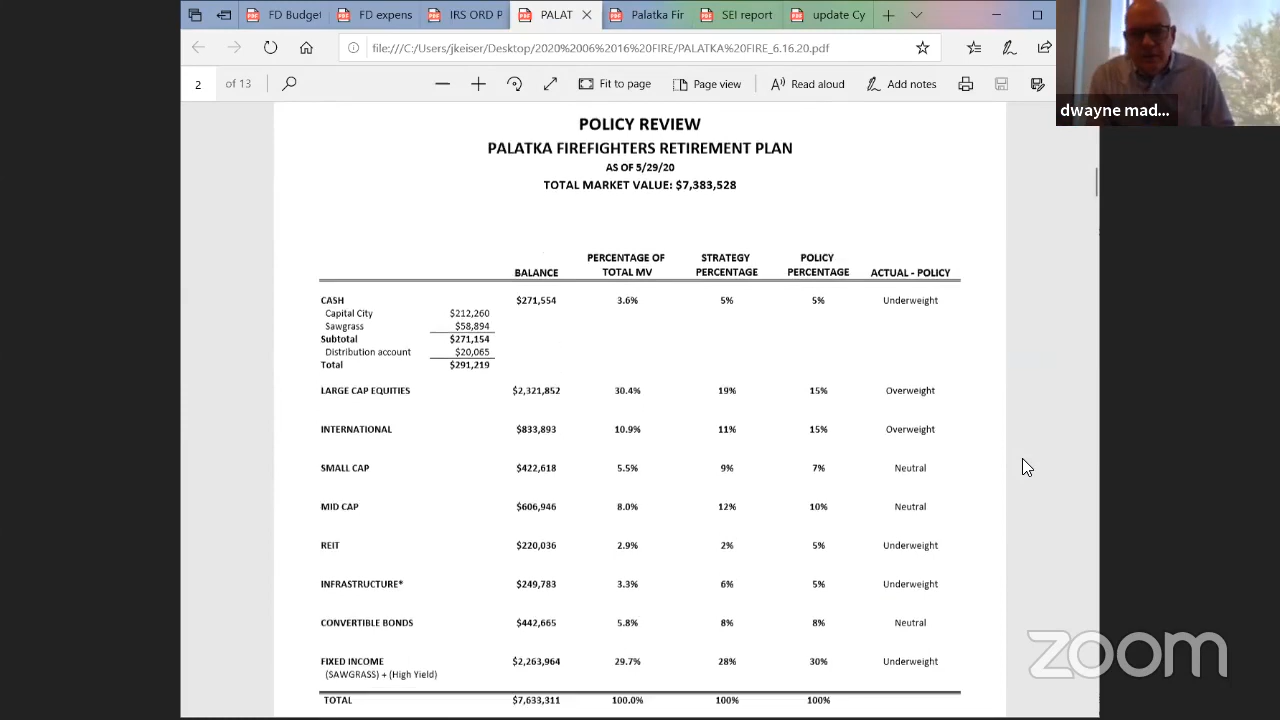 FD Budget
FD expens
IRS ORD P
PALAT
Palatka Fir
SEI report
update Cy
file:///C:/Users/jkeiser/Desktop/2020%2006%2016%20FIRE/PALATKA%20FIRE_6.16.20.pdf
2 of 13
Fit to page
Page view
Read aloud
Add notes
dwayne mad...
POLICY REVIEW
PALATKA FIREFIGHTERS RETIREMENT PLAN
AS OF 5/29/20
TOTAL MARKET VALUE: $7,383,528
BALANCE PERCENTAGE OF TOTAL MV STRATEGY PERCENTAGE POLICY PERCENTAGE ACTUAL - POLICY
CASH $271,554 3.6% 5% 5% Underweight
Capital City $212,260
Sawgrass $58,894
Subtotal $271,154
Distribution account $20,065
Total $291,219
LARGE CAP EQUITIES $2,321,852 30.4% 19% 15% Overweight
INTERNATIONAL $833,893 10.9% 11% 15% Overweight
SMALL CAP $422,618 5.5% 9% 7% Neutral
MID CAP $606,946 8.0% 12% 10% Neutral
REIT $220,036 2.9% 2% 5% Underweight
INFRASTRUCTURE* $249,783 3.3% 6% 5% Underweight
CONVERTIBLE BONDS $442,665 5.8% 8% 8% Neutral
FIXED INCOME $2,263,964 29.7% 28% 30% Underweight
(SAWGRASS) + (High Yield)
TOTAL $7,633,311 100.0% 100% 100%
zoom